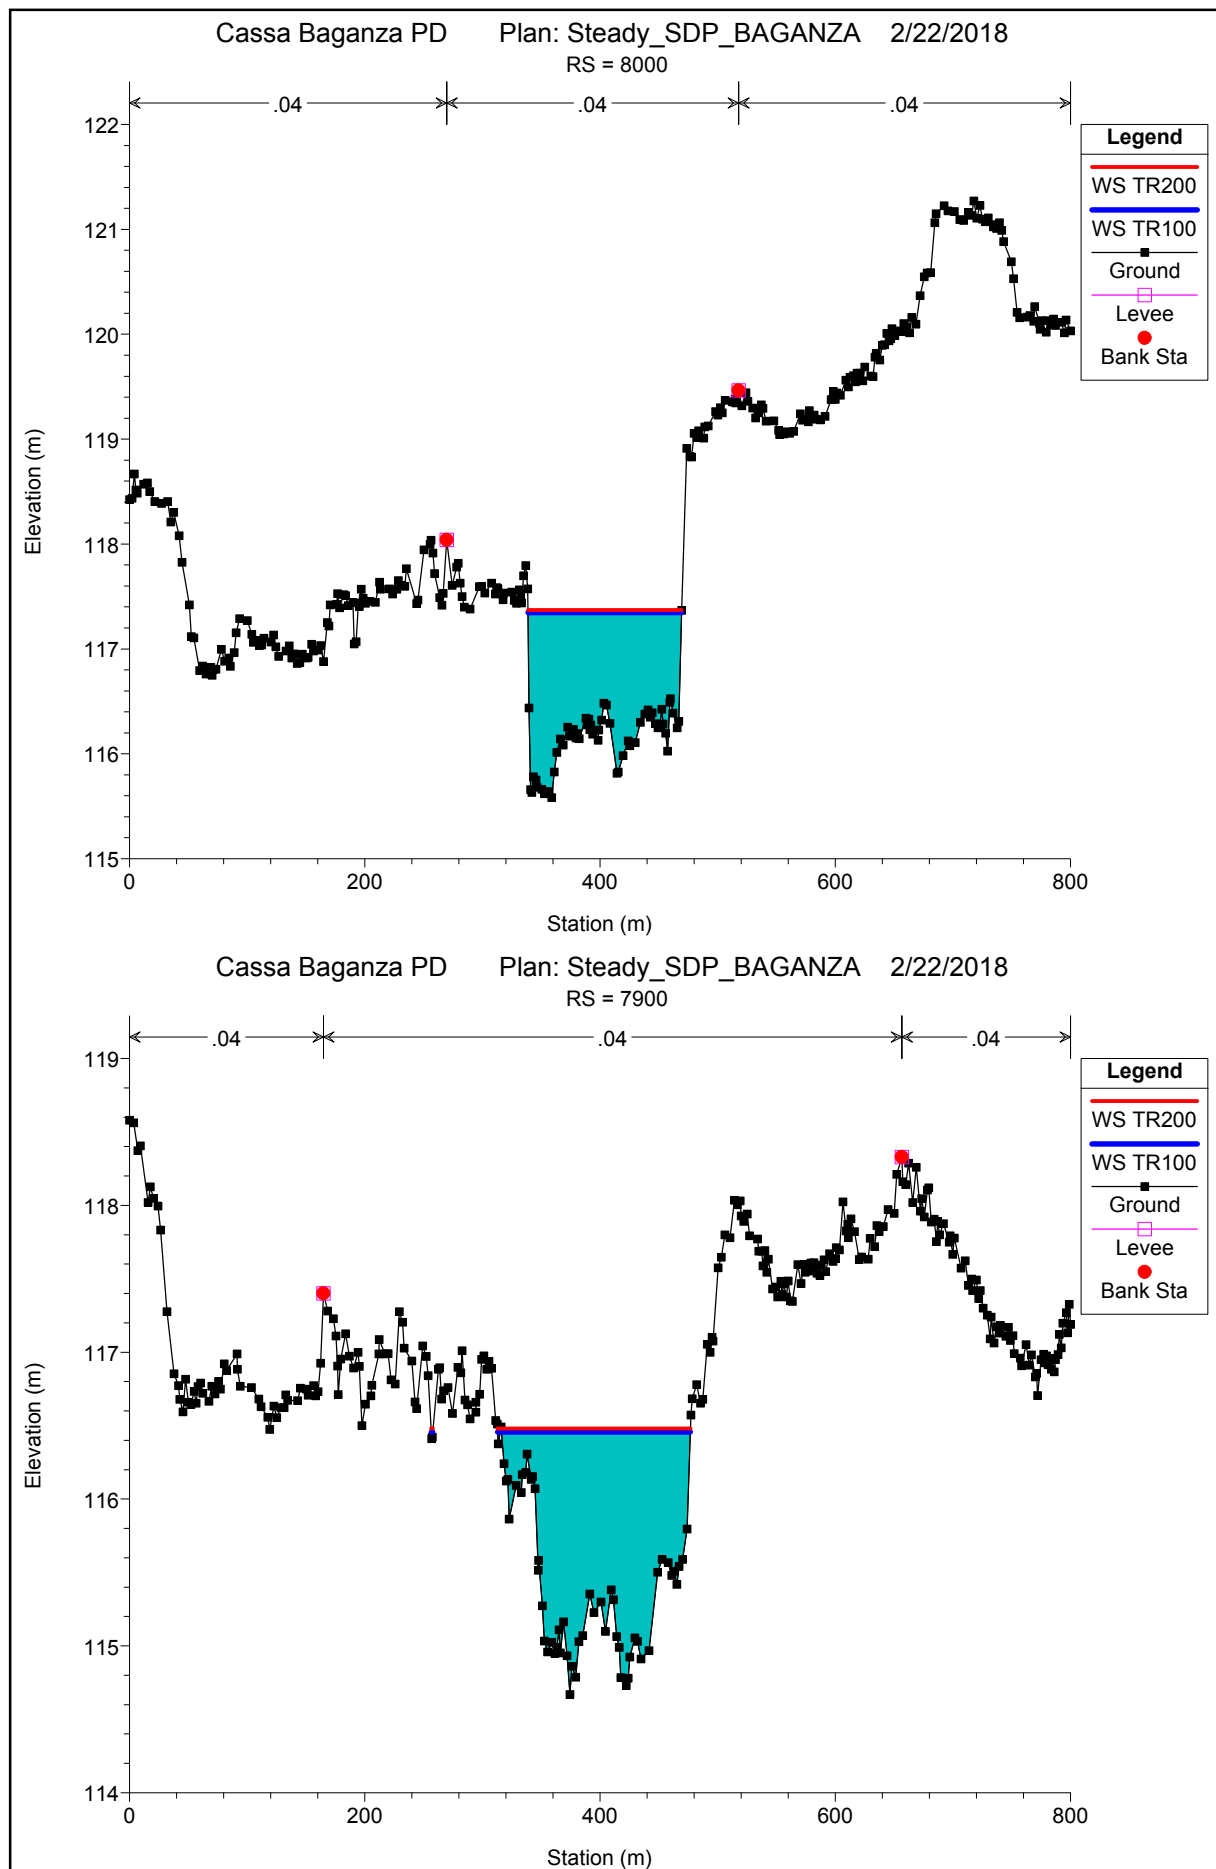 Cassa Baganza PD Plan: Steady_SDP_BAGANZA 2/22/2018
RS = 8000
.04 .04 .04
122
121
120
119
118
117
116
115
Elevation (m)
0 200 400 600 800
Station (m)
Legend
WS TR200
WS TR100
Ground
Levee
Bank Sta
Cassa Baganza PD Plan: Steady_SDP_BAGANZA 2/22/2018
RS = 7900
.04 .04 .04
119
118
117
116
115
114
Elevation (m)
0 200 400 600 800
Station (m)
Legend
WS TR200
WS TR100
Ground
Levee
Bank Sta